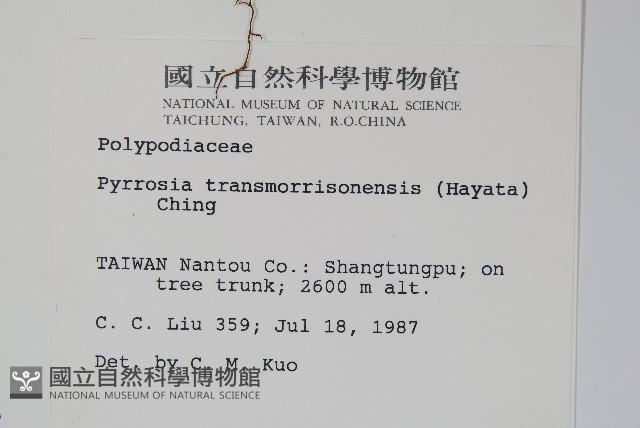 國立自然科學博物館
NATIONAL MUSEUM OF NATURAL SCIENCE
TAICHUNG, TAIWAN, R.O.CHINA
Polypodiaceae
Pyrrosia transmorrisonensis (Hayata)
Ching
TAIWAN Nantou Co.: Shangtungpu; on
tree trunk; 2600 m alt.
C. C. Liu 359; Jul 18, 1987
Det. by C. M. Kuo
國立自然科學博物館
NATIONAL MUSEUM OF NATURAL SCIENCE